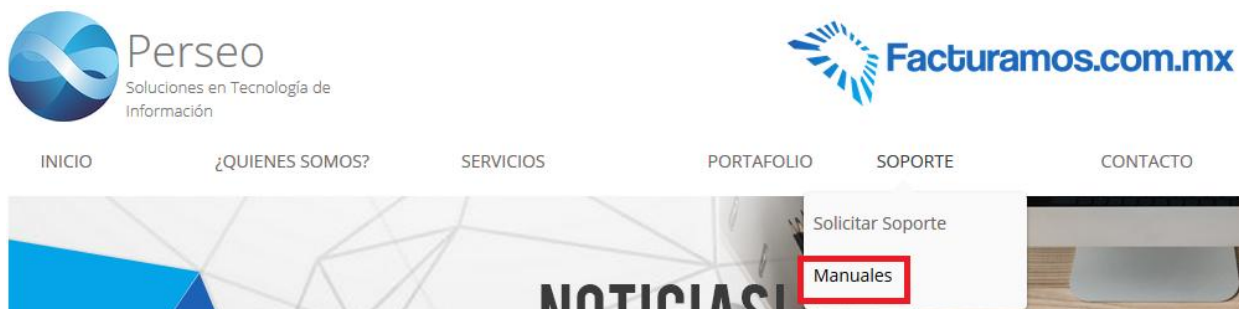 Perseo
Soluciones en Tecnología de
Información
Facturamos.com.mx
INICIO ¿QUIENES SOMOS? SERVICIOS PORTAFOLIO SOPORTE CONTACTO
Solicitar Soporte
Manuales
NOTICIAS!